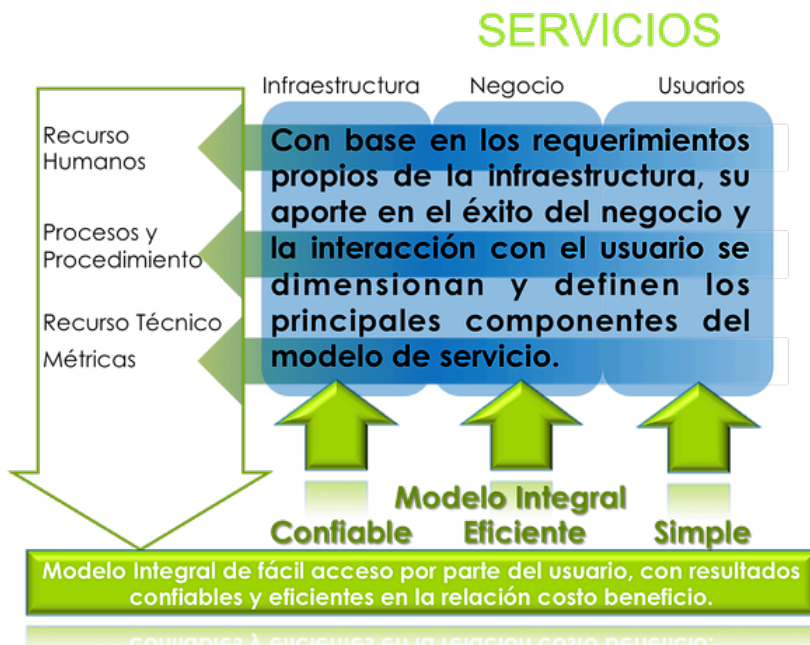 SERVICIOS
Infraestructura Negocio Usuarios
Recurso
Humanos
Procesos y
Procedimiento
Recurso Técnico
Métricas
Con base en los requerimientos
propios de la infraestructura, su
aporte en el éxito del negocio y
la interacción con el usuario se
dimensionan y definen los
principales componentes del
modelo de servicio.
Modelo Integral
Confiable Eficiente Simple
Modelo Integral de fácil acceso por parte del usuario, con resultados
confiables y eficientes en la relación costo beneficio.